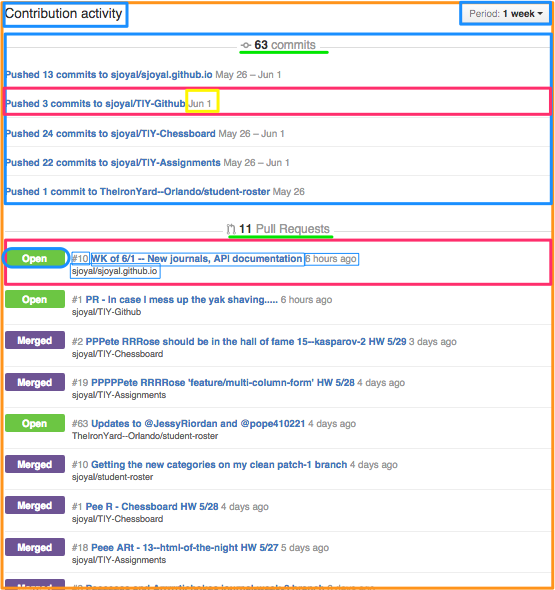 Contribution activity
Period: 1 week
63 commits
Pushed 13 commits to sjoyal/sjoyal.github.io May 26 – Jun 1
Pushed 3 commits to sjoyal/TIY-Github Jun 1
Pushed 24 commits to sjoyal/TIY-Chessboard May 26 – Jun 1
Pushed 22 commits to sjoyal/TIY-Assignments May 26 – Jun 1
Pushed 1 commit to TheIronYard--Orlando/student-roster May 26
11 Pull Requests
Open #10 WK of 6/1 -- New journals, API documentation 6 hours ago
sjoyal/sjoyal.github.io
Open #1 PR - In case I mess up the yak shaving..... 6 hours ago
sjoyal/TIY-Github
Merged #2 PPPete RRRose should be in the hall of fame 15--kasparov-2 HW 5/29 3 days ago
sjoyal/TIY-Chessboard
Merged #19 PPPPPete RRRRose 'feature/multi-column-form' HW 5/28 4 days ago
sjoyal/TIY-Assignments
Open #63 Updates to @JessyRiordan and @pope410221 4 days ago
TheIronYard--Orlando/student-roster
Merged #10 Getting the new categories on my clean patch-1 branch 4 days ago
sjoyal/student-roster
Merged #1 Pee R - Chessboard HW 5/28 4 days ago
sjoyal/TIY-Chessboard
Merged #18 Peee ARt - 13--html-of-the-night HW 5/27 5 days ago
sjoyal/TIY-Assignments